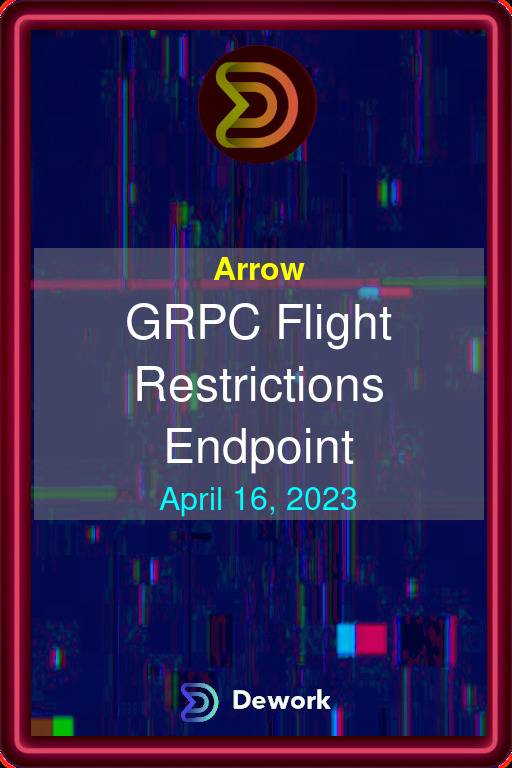 Arrow
GRPC Flight
Restrictions
Endpoint
April 16, 2023
Dework